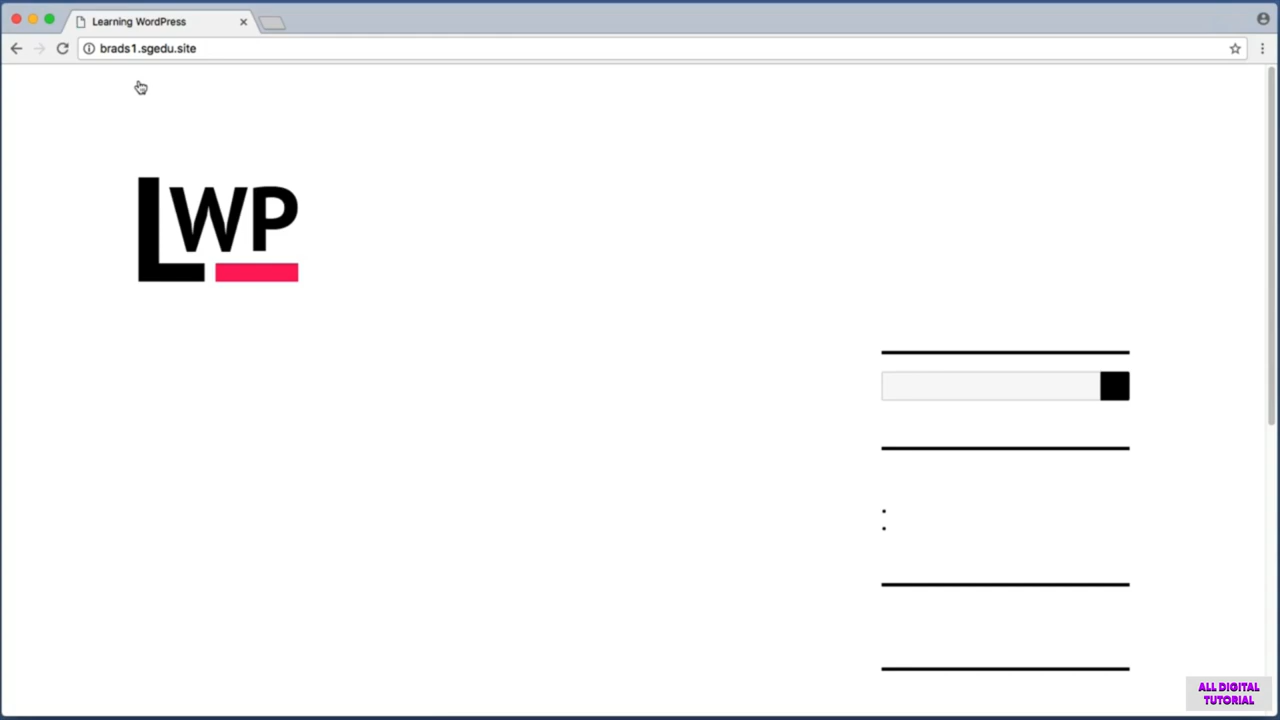 Learning WordPress
brads1.sgedu.site
LWP
ALL DIGITAL
TUTORIAL